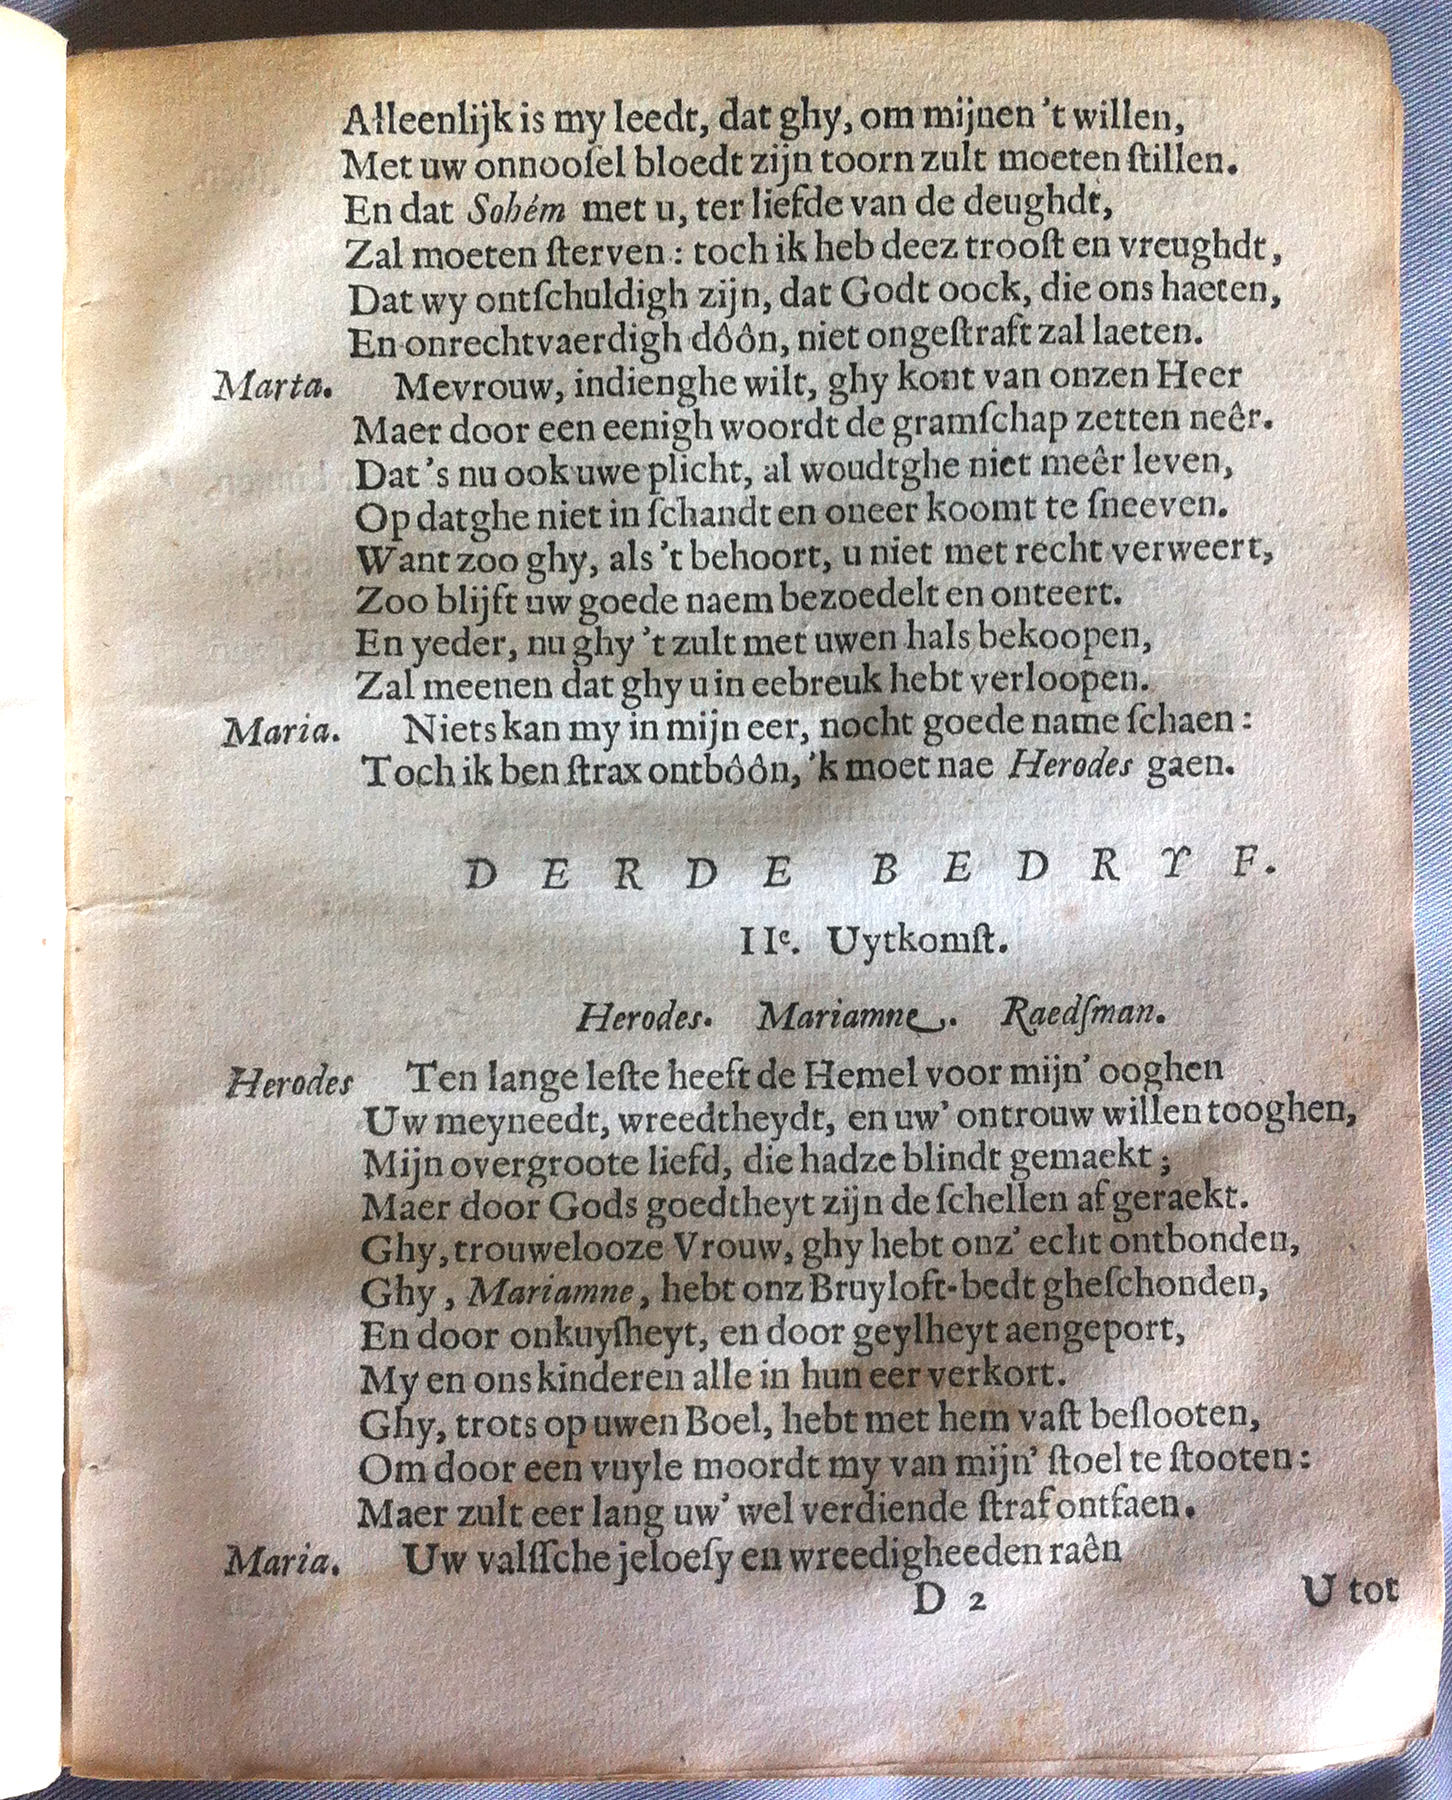 Alleenlijk is my leedt, dat ghy, om mijnen 't willen,
Met uw onnooſel bloedt zijn toorn zult moeten ſtillen.
En dat Sohém met u, ter liefde van de deughdt,
Zal moeten ſterven: toch ik heb deez trooſt en vreughdt,
Dat wy ontſchuldigh zijn, dat Godt oock, die ons haeten,
En onrechtvaerdigh dôôn, niet ongeſtraft zal laeten.
Marta. Mevrouw, indienghe wilt, ghy kont van onzen Heer
Maer door een eenigh woordt de gramſchap zetten neêr.
Dat 's nu ook uwe plicht, al woudtghe niet meêr leven,
Op datghe niet in ſchandt en oneer koomt te ſneeven.
Want zoo ghy, als 't behoort, u niet met recht verweert,
Zoo blijft uw goede naem bezoedelt en onteert.
En yeder, nu ghy 't zult met uwen hals bekoopen,
Zal meenen dat ghy u in eebreuk hebt verloopen.
Maria. Niets kan my in mijn eer, nocht goede name ſchaen:
Toch ik ben ſtrax ontbôôn, 'k moet nae Herodes gaen.
DERDE BEDRYF.
IIᵉ. Uytkomſt.
Herodes. Mariamne. Raedſman.
Herodes Ten lange leſte heeft de Hemel voor mijn' ooghen
Uw meyneedt, wreedtheydt, en uw' ontrouw willen tooghen,
Mijn overgroote liefd, die hadze blindt gemaekt;
Maer door Gods goedtheyt zijn de ſchellen af geraekt.
Ghy, trouwelooze Vrouw, ghy hebt onz' echt ontbonden,
Ghy, Mariamne, hebt onz Bruyloft-bedt gheſchonden,
En door onkuyſheyt, en door geylheyt aengeport,
My en ons kinderen alle in hun eer verkort.
Ghy, trots op uwen Boel, hebt met hem vaſt beſlooten,
Om door een vuyle moordt my van mijn' ſtoel te ſtooten:
Maer zult eer lang uw' wel verdiende ſtraf ontfaen.
Maria. Uw valſſche jeloeſy en wreedigheeden raên
D 2
U tot